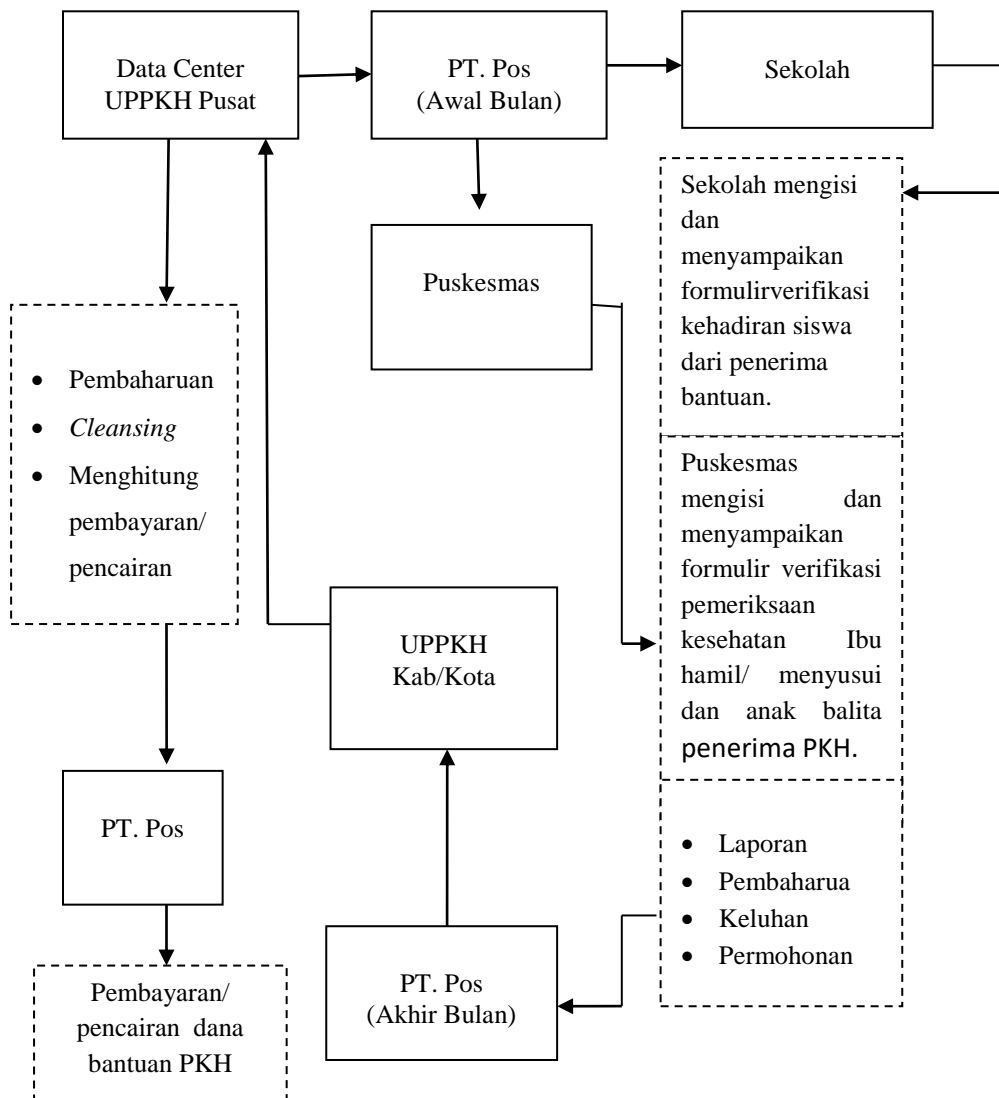 Data Center
UPPKH Pusat
PT. Pos
(Awal Bulan)
Sekolah
Sekolah mengisi
dan
menyampaikan
formulirverifikasi
kehadiran siswa
dari penerima
bantuan.
Puskesmas
• Pembaharuan
• Cleansing
• Menghitung
pembayaran/
pencairan
Puskesmas
mengisi dan
menyampaikan
formulir verifikasi
pemeriksaan
kesehatan Ibu
hamil/ menyusui
dan anak balita
penerima PKH.
UPPKH
Kab/Kota
PT. Pos
• Laporan
• Pembaharua
• Keluhan
• Permohonan
PT. Pos
(Akhir Bulan)
Pembayaran/
pencairan dana
bantuan PKH